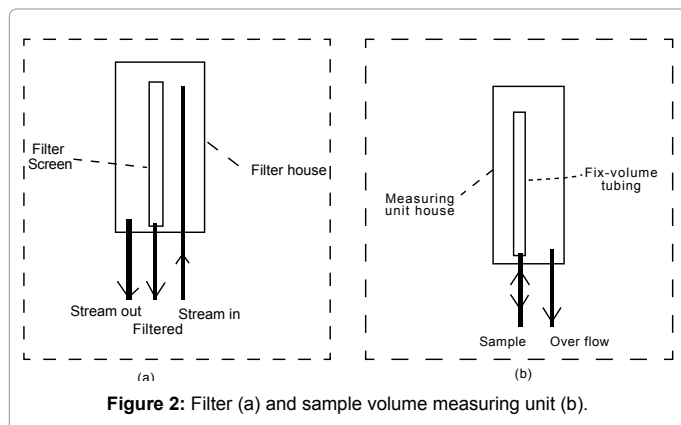 Filter
Screen
Filter house
Stream out
Filtered
Stream in
(a)
Measuring
unit house
Fix-volume
tubing
Sample
Over flow
(b)
Figure 2: Filter (a) and sample volume measuring unit (b).